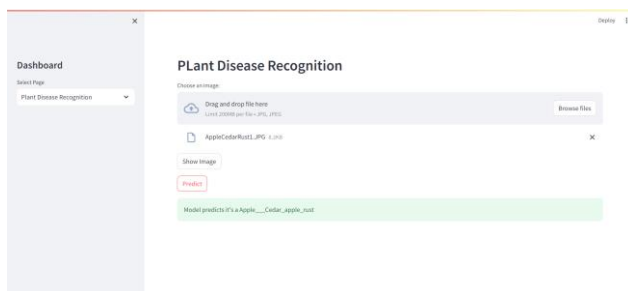 Deploy
Dashboard
Select Page
Plant Disease Recognition
PLant Disease Recognition
Choose an Image:
Drag and drop file here
Limit 200MB per file • JPG, JPEG
Browse files
AppleCedarRust1.JPG
Show Image
Predict
Model predicts it's a Apple___Cedar_apple_rust